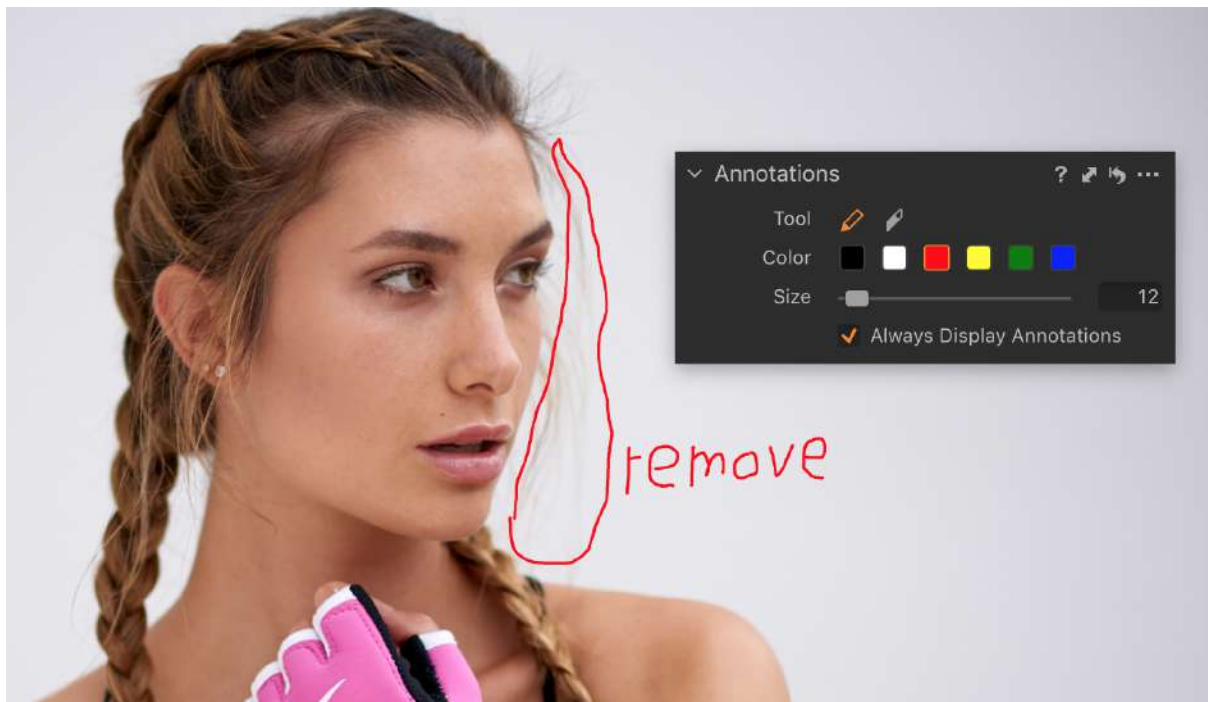 Annotations ?
Tool
Color
Size 12
Always Display Annotations
remove